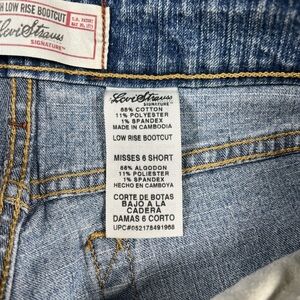 H LOW RISE BOOTCUT
Levi Strauss
SIGNATURE
Levi Strauss
SIGNATURE
88% COTTON
11% POLYESTER
1% SPANDEX
MADE IN CAMBODIA
LOW RISE BOOTCUT
MISSES 6 SHORT
88% ALGODON
11% POLIESTER
1% SPANDEX
HECHO EN CAMBOYA
CORTE DE BOTAS
BAJO A LA
CADERA
DAMAS 6 CORTO
UPC#052178491968